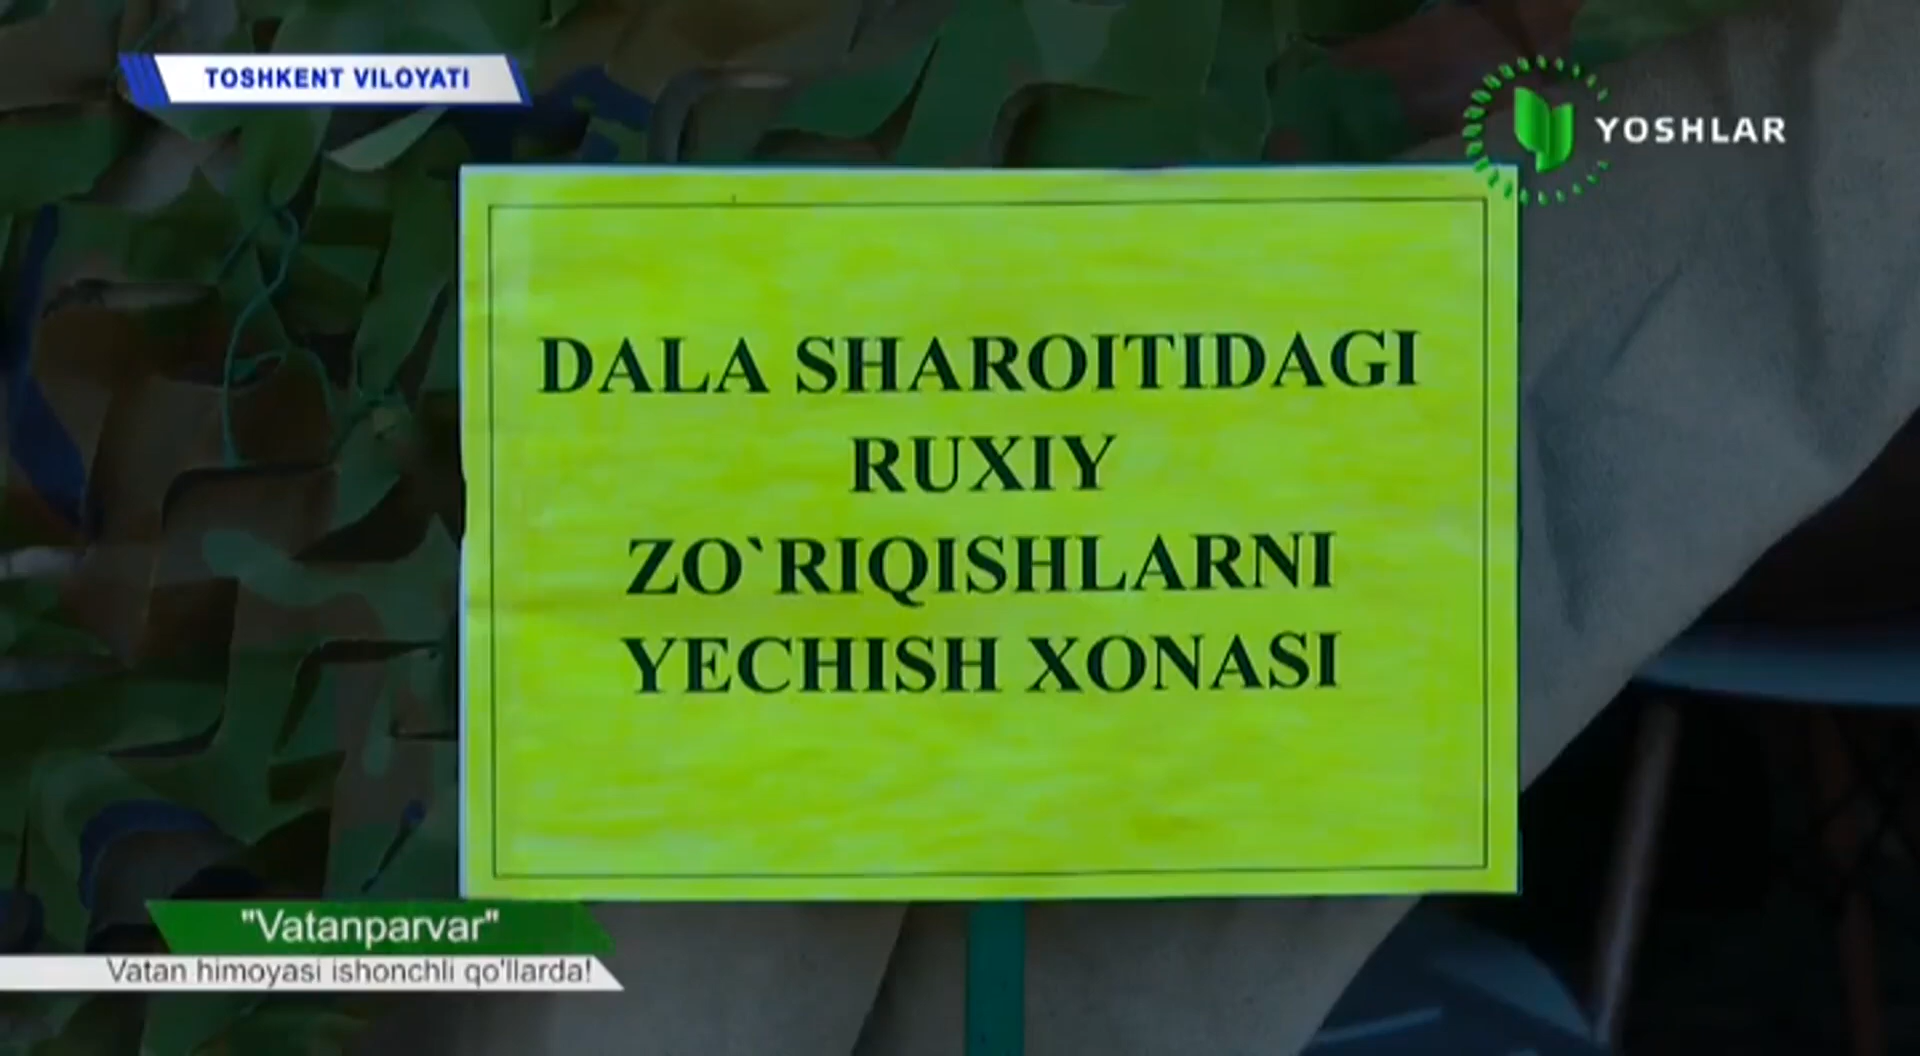 TOSHKENT VILOYATI
YOSHLAR
DALA SHAROITIDAGI
RUXIY
ZO`RIQISHLARNI
YECHISH XONASI
"Vatanparvar"
Vatan himoyasi ishonchli qo'llarda!